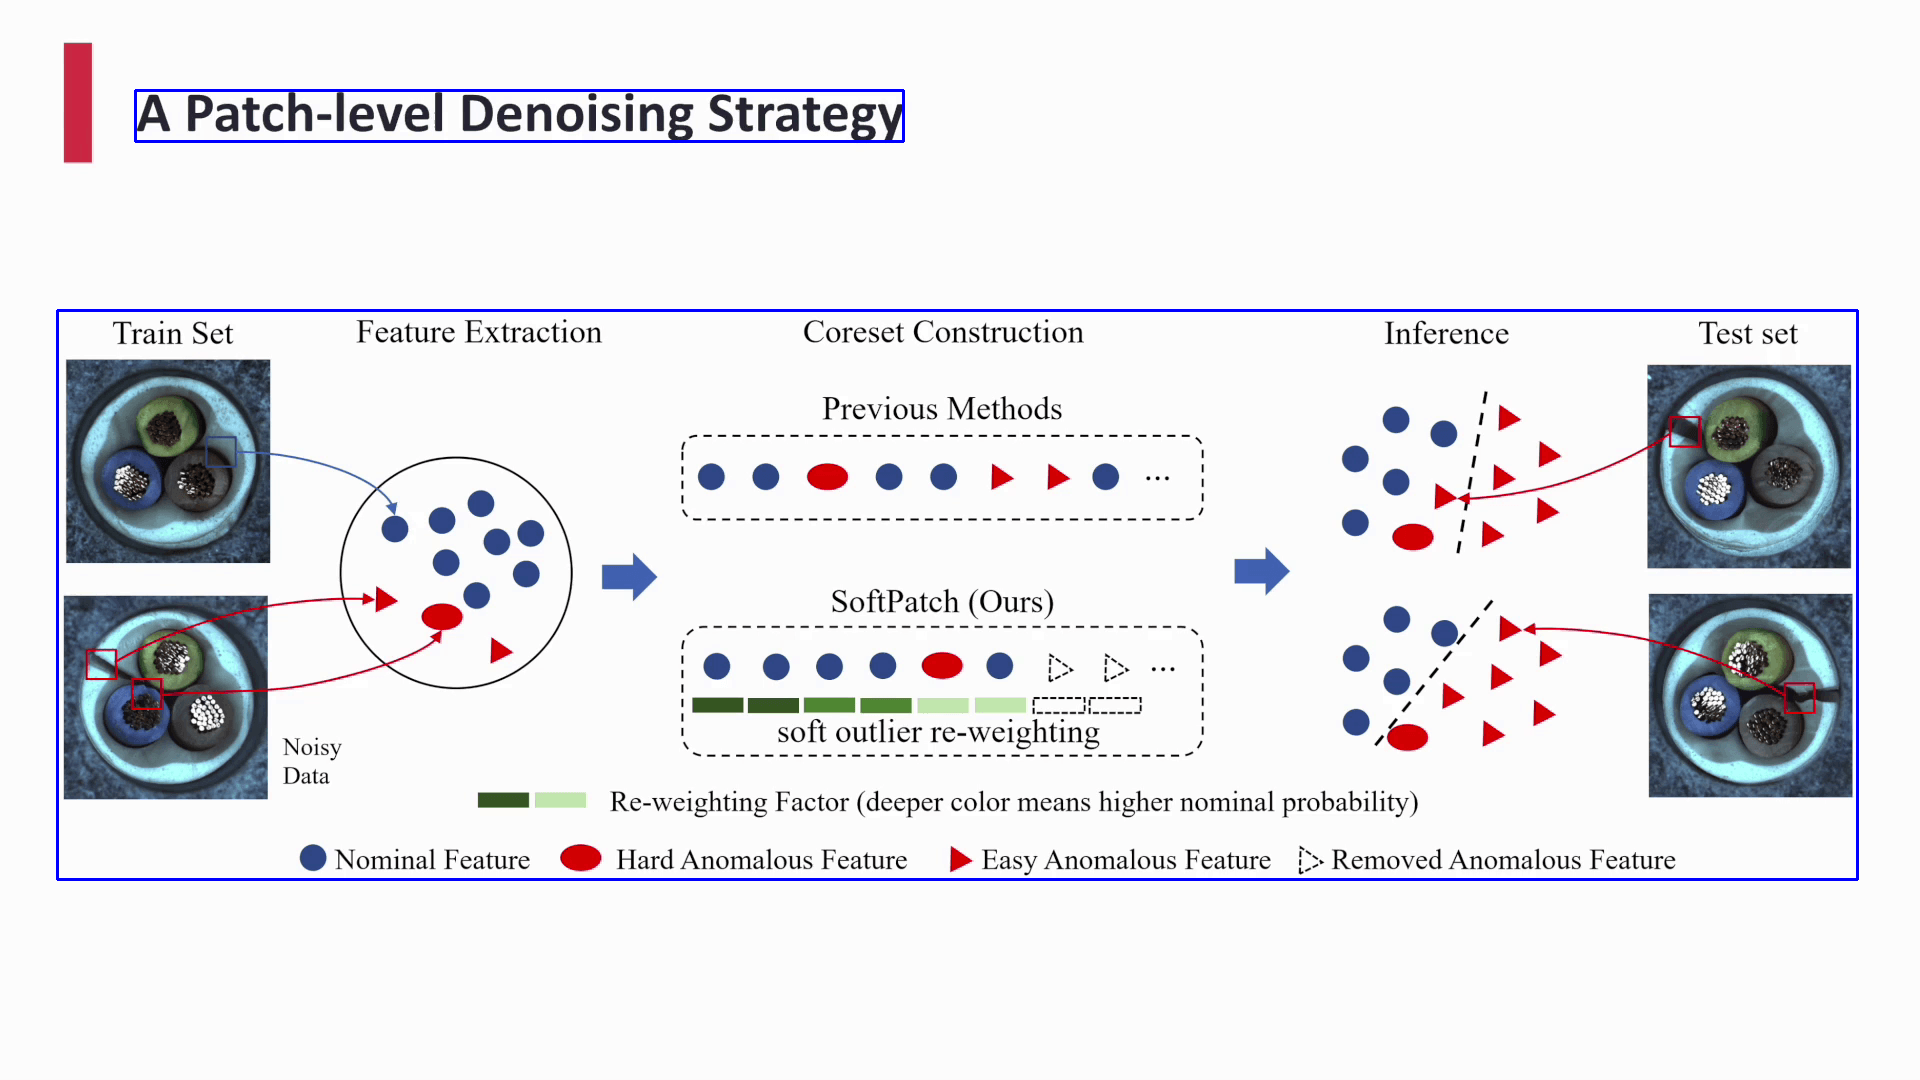 A Patch-level Denoising Strategy
Train Set
Feature Extraction
Coreset Construction
Inference
Test set
Previous Methods
...
SoftPatch (Ours)
...
soft outlier re-weighting
Noisy
Data
Re-weighting Factor (deeper color means higher nominal probability)
Nominal Feature
Hard Anomalous Feature
Easy Anomalous Feature
Removed Anomalous Feature